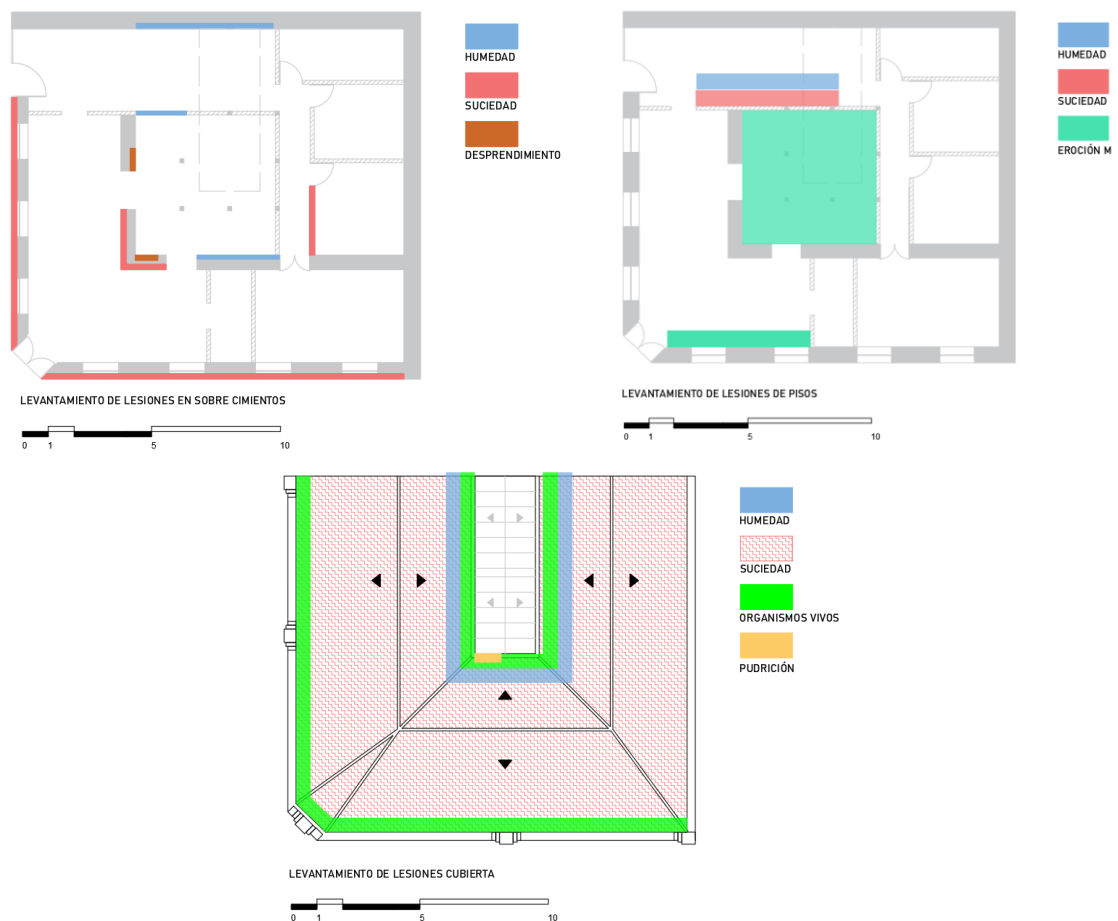 HUMEDAD
SUCIEDAD
DESPRENDIMIENTO
LEVANTAMIENTO DE LESIONES EN SOBRE CIMIENTOS
0 1 5 10
HUMEDAD
SUCIEDAD
EROCIÓN M
LEVANTAMIENTO DE LESIONES DE PISOS
0 1 5 10
HUMEDAD
SUCIEDAD
ORGANISMOS VIVOS
PUDRICIÓN
LEVANTAMIENTO DE LESIONES CUBIERTA
0 1 5 10